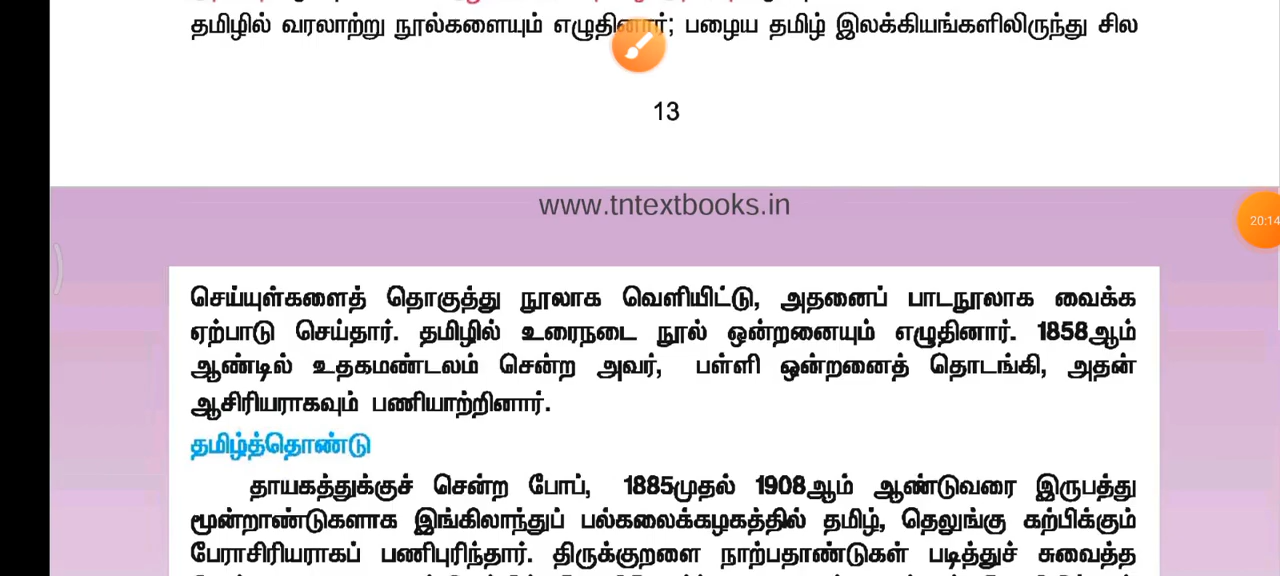 தமிழில் வரலாற்று நூல்களையும் எழுதினார்; பழைய தமிழ் இலக்கியங்களிலிருந்து சில
13
www.tntextbooks.in
20:14
செய்யுள்களைத் தொகுத்து நூலாக வெளியிட்டு, அதனைப் பாடநூலாக வைக்க
ஏற்பாடு செய்தார். தமிழில் உரைநடை நூல் ஒன்றனையும் எழுதினார். 1858ஆம்
ஆண்டில் உதகமண்டலம் சென்ற அவர், பள்ளி ஒன்றனைத் தொடங்கி, அதன்
ஆசிரியராகவும் பணியாற்றினார்.
தமிழ்த்தொண்டு
தாயகத்துக்குச் சென்ற போப், 1885முதல் 1908ஆம் ஆண்டுவரை இருபத்து
மூன்றாண்டுகளாக இங்கிலாந்துப் பல்கலைக்கழகத்தில் தமிழ், தெலுங்கு கற்பிக்கும்
பேராசிரியராகப் பணிபுரிந்தார். திருக்குறளை நாற்பதாண்டுகள் படித்துச் சுவைத்த